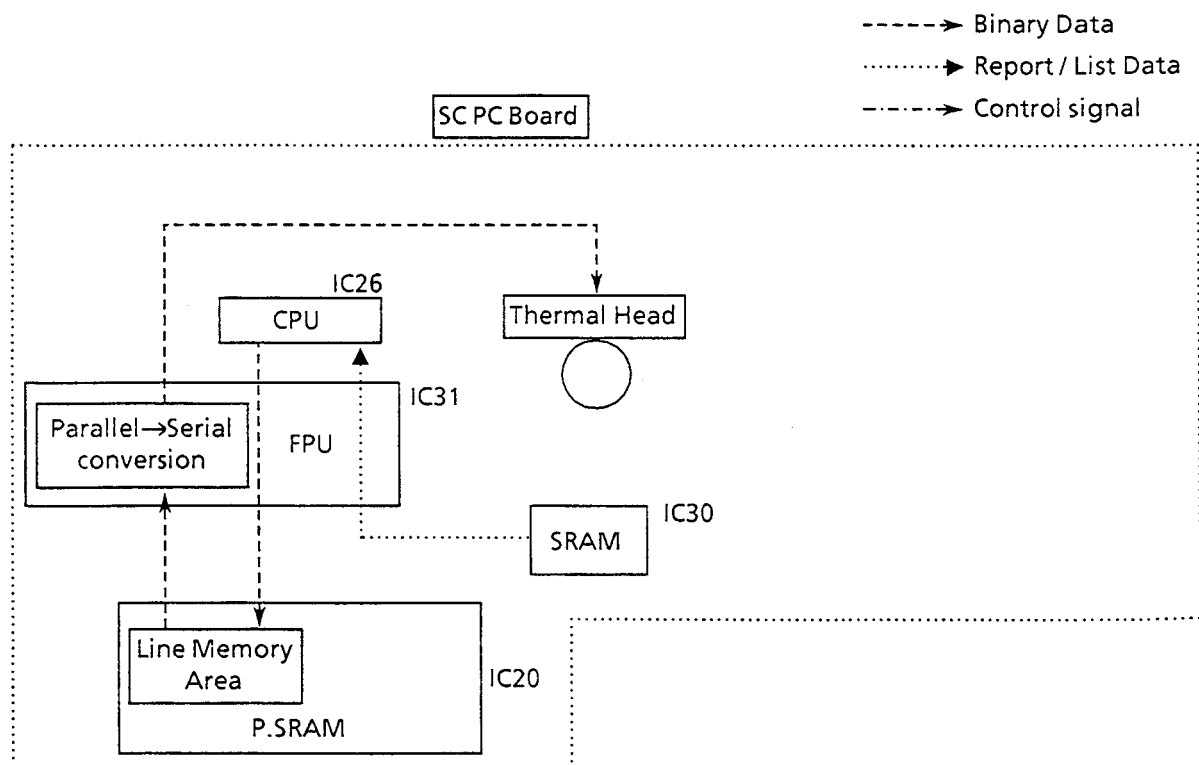 Binary Data
Report / List Data
Control signal
SC PC Board
IC26
CPU
Thermal Head
IC31
Parallel→Serial
conversion
FPU
IC30
SRAM
Line Memory
Area
IC20
P.SRAM